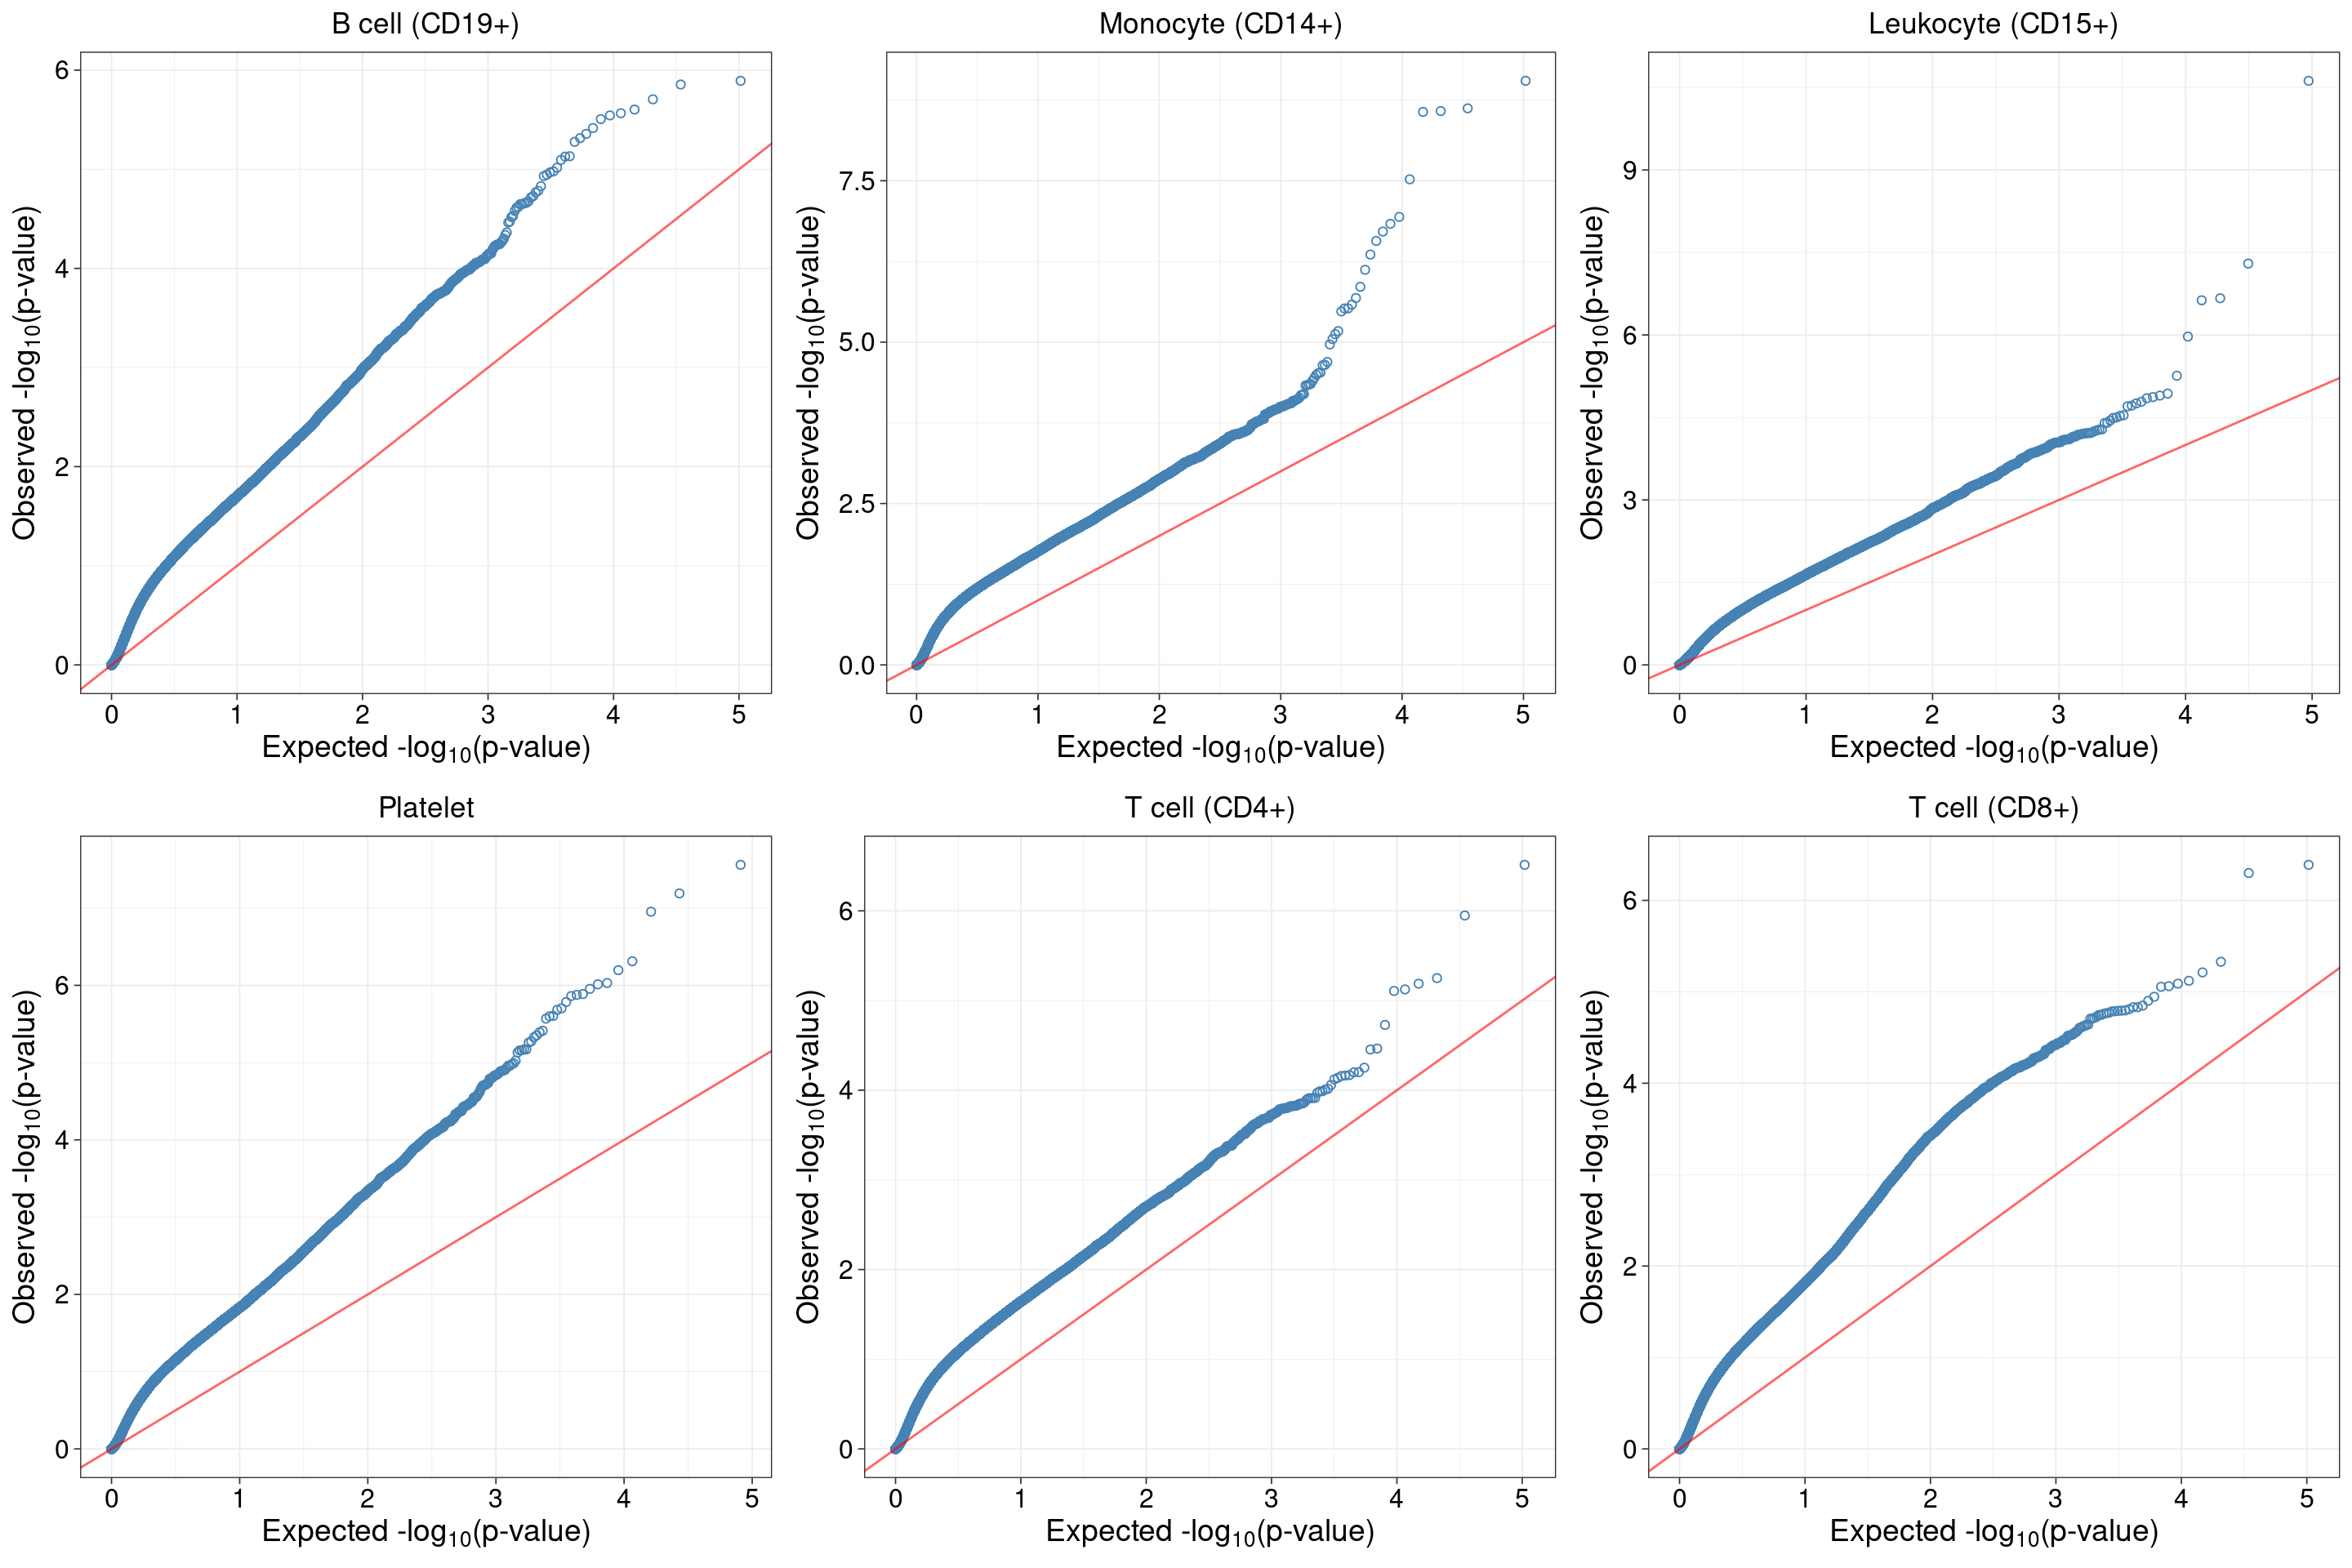 B cell (CD19+)
Observed -log10(p-value)
6
4
2
0
0 1 2 3 4 5
Expected -log10(p-value)
Monocyte (CD14+)
Observed -log10(p-value)
7.5
5.0
2.5
0.0
0 1 2 3 4 5
Expected -log10(p-value)
Leukocyte (CD15+)
Observed -log10(p-value)
9
6
3
0
0 1 2 3 4 5
Expected -log10(p-value)
Platelet
Observed -log10(p-value)
6
4
2
0
0 1 2 3 4 5
Expected -log10(p-value)
T cell (CD4+)
Observed -log10(p-value)
6
4
2
0
0 1 2 3 4 5
Expected -log10(p-value)
T cell (CD8+)
Observed -log10(p-value)
6
4
2
0
0 1 2 3 4 5
Expected -log10(p-value)